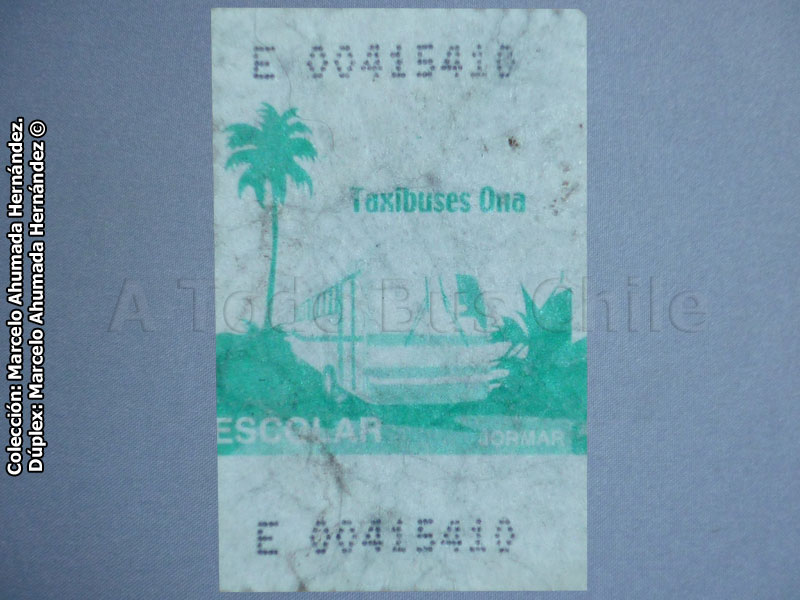 E 00415410
Taxibuses Ona
A Todo Bus Chile
ESCOLAR
JORMAR
E 00415410
Colección: Marcelo Ahumada Hernández.
Dúplex: Marcelo Ahumada Hernández ©